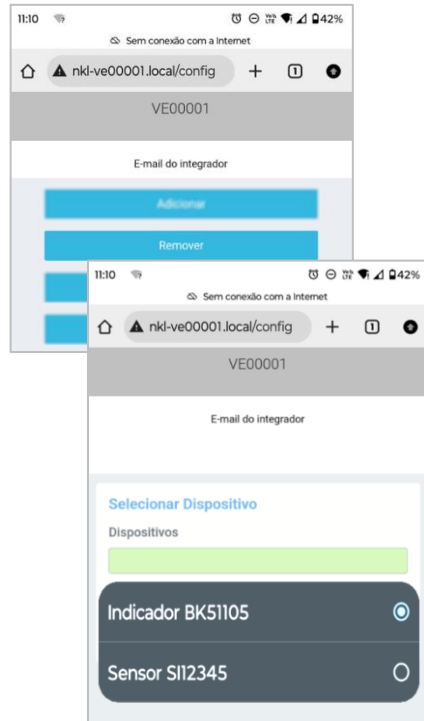 11:10 42%
Sem conexão com a Internet
nkl-ve00001.local/config + 1
VE00001
E-mail do integrador
Adicionar
Remover
11:10 42%
Sem conexão com a Internet
nkl-ve00001.local/config + 1
VE00001
E-mail do integrador
Selecionar Dispositivo
Dispositivos
Indicador BK51105
Sensor SI12345